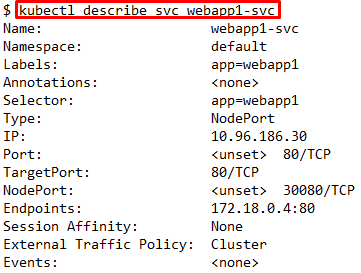 $ kubectl describe svc webapp1-svc
Name: webapp1-svc
Namespace: default
Labels: app=webapp1
Annotations: <none>
Selector: app=webapp1
Type: NodePort
IP: 10.96.186.30
Port: <unset> 80/TCP
TargetPort: 80/TCP
NodePort: <unset> 30080/TCP
Endpoints: 172.18.0.4:80
Session Affinity: None
External Traffic Policy: Cluster
Events: <none>